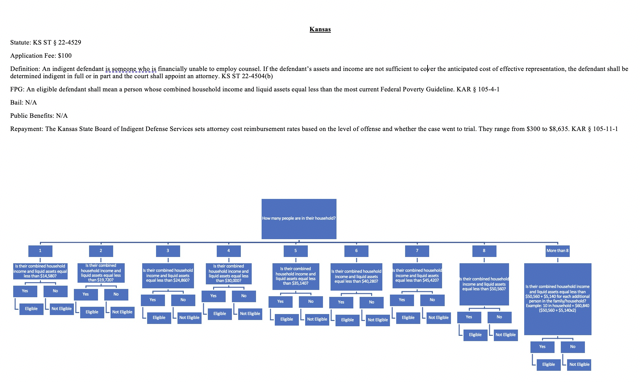 Kansas
Statute: KS ST § 22-4529
Application Fee: $100
Definition: An indigent defendant is someone who is financially unable to employ counsel. If the defendant's assets and income are not sufficient to cover the anticipated cost of effective representation, the defendant shall be
determined indigent in full or in part and the court shall appoint an attorney. KS ST 22-4504(b)
FPG: An eligible defendant shall mean a person whose combined household income and liquid assets equal less than the most current Federal Poverty Guideline. KAR § 105-4-1
Bail: N/A
Public Benefits: N/A
Repayment: The Kansas State Board of Indigent Defense Services sets attorney cost reimbursement rates based on the level of offense and whether the case went to trial. They range from $300 to $8,635. KAR § 105-11-1
How many people are in their household?
1
2
3
4
5
6
7
8
More than 8
Is their combined household
income and liquid assets equal
less than $14,580?
Yes
No
Eligible
Not Eligible
Is their combined
household income and
liquid assets equal less
than $19,720?
Yes
No
Eligible
Not Eligible
Is their combined household
income and liquid assets
equal less than $24,860?
Yes
No
Eligible
Not Eligible
Is their combined
household income and
liquid assets equal less
than $30,000?
Yes
No
Eligible
Not Eligible
Is their combined
household income and
liquid assets equal less
than $35,140?
Yes
No
Eligible
Not Eligible
Is their combined household
income and liquid assets
equal less than $40,280?
Yes
No
Eligible
Not Eligible
Is their combined household
income and liquid assets
equal less than $45,420?
Yes
No
Eligible
Not Eligible
Is their combined household
income and liquid assets
equal less than $50,560?
Yes
No
Eligible
Not Eligible
Is their combined household income
and liquid assets equal less than
$50,560 + $5,140 for each additional
person in the family/household?
Example: 10 in household = $60,840
($50,560 + $5,140x2)
Yes
No
Eligible
Not Eligible